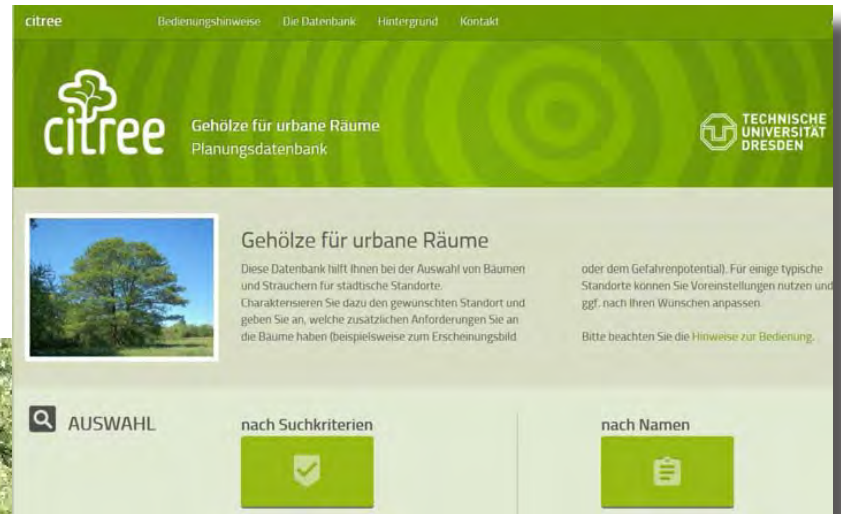 citree
Bedienungshinweise Die Datenbank Hintergrund Kontakt
citree
Gehölze für urbane Räume
Planungsdatenbank
TECHNISCHE
UNIVERSITÄT
DRESDEN
Gehölze für urbane Räume
Diese Datenbank hilft Ihnen bei der Auswahl von Bäumen
und Sträuchern für städtische Standorte.
Charakterisieren Sie dazu den gewünschten Standort und
geben Sie an, welche zusätzlichen Anforderungen Sie an
die Bäume haben (beispielsweise zum Erscheinungsbild
oder dem Gefahrenpotential). Für einige typische
Standorte können Sie Voreinstellungen nutzen und
ggf. nach Ihren Wünschen anpassen.
Bitte beachten Sie die Hinweise zur Bedienung.
AUSWAHL
nach Suchkriterien
nach Namen